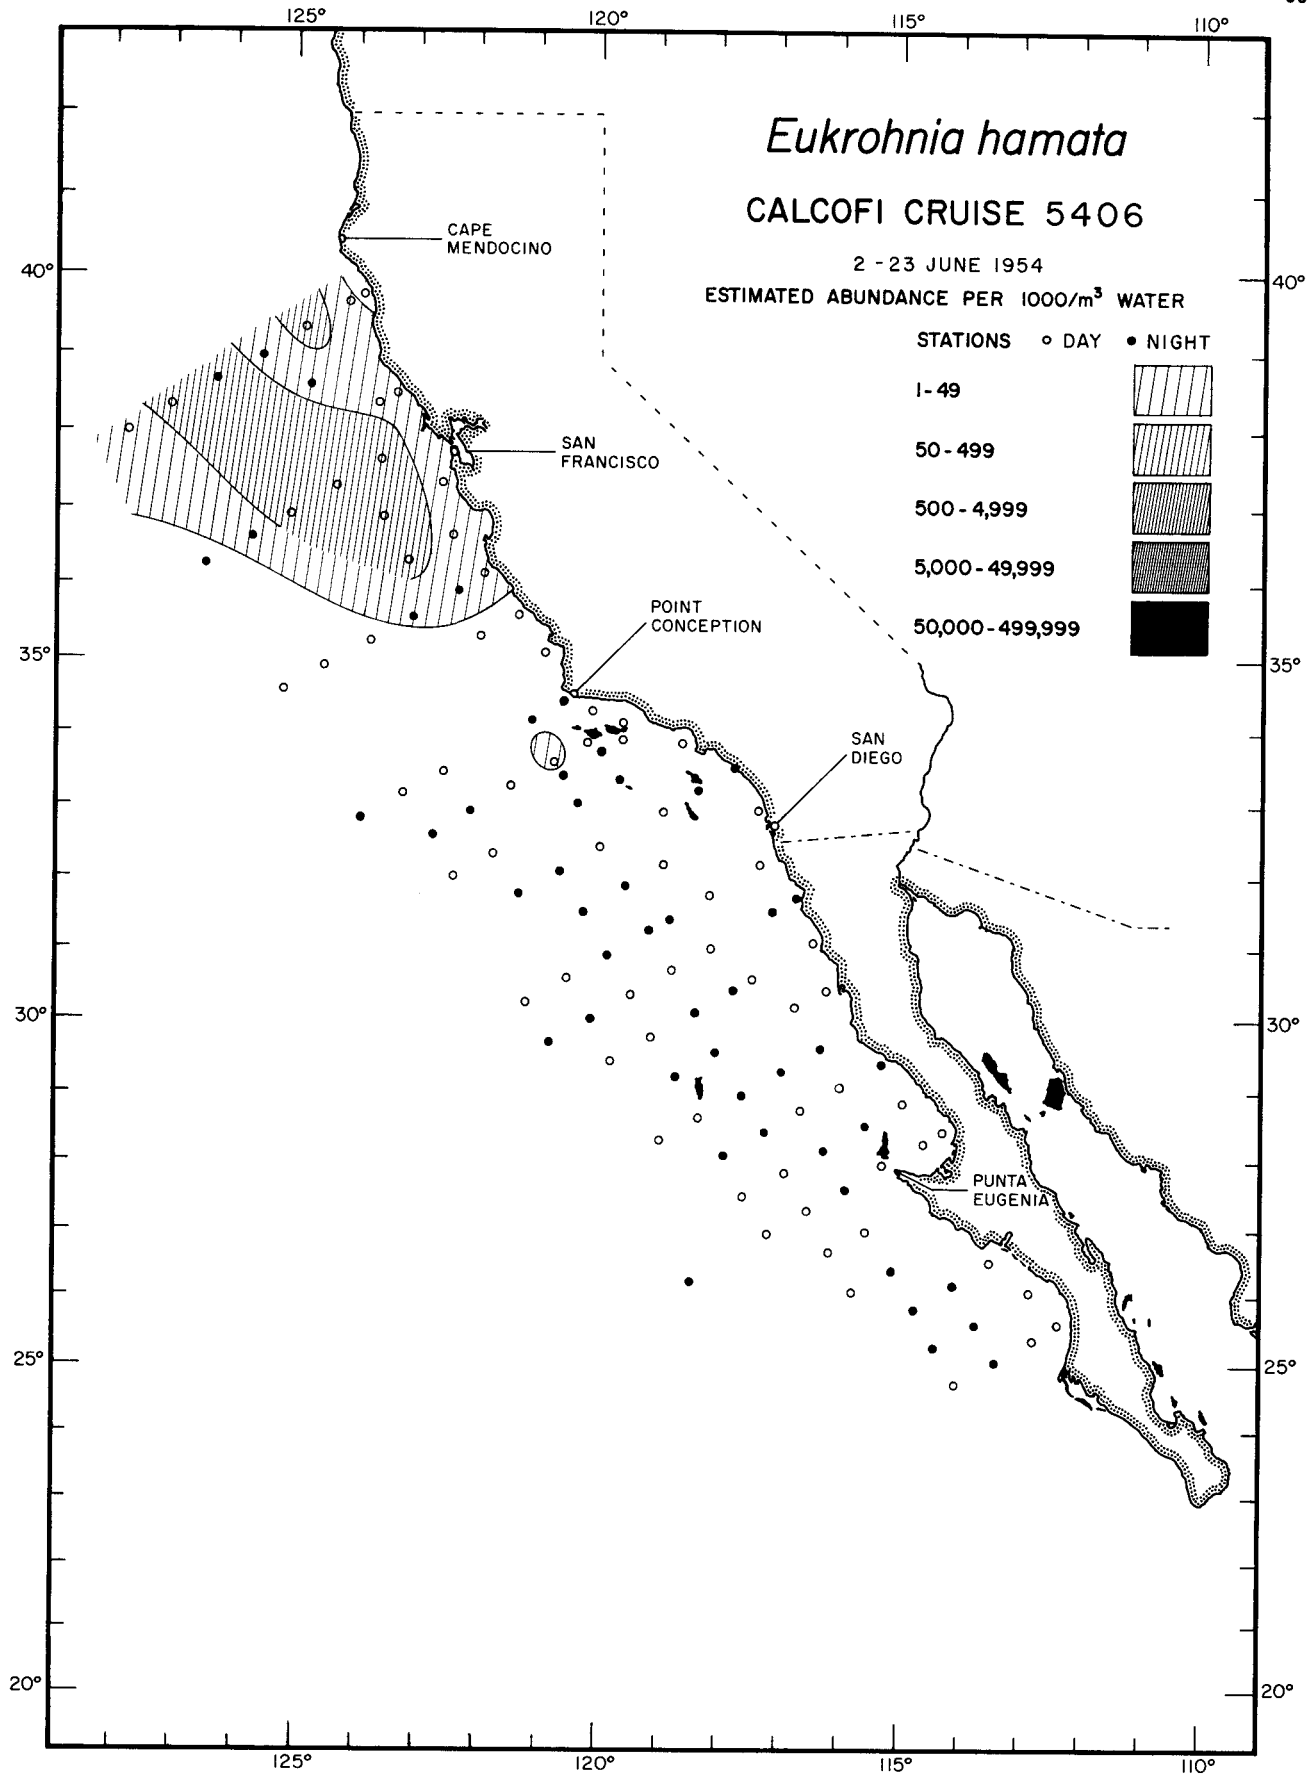 125°
120°
115°
110°
Eukrohnia hamata
CALCOFI CRUISE 5406
2 - 23 JUNE 1954
ESTIMATED ABUNDANCE PER 1000/m³ WATER
STATIONS ○ DAY ● NIGHT
1 - 49
50 - 499
500 - 4,999
5,000 - 49,999
50,000 - 499,999
CAPE
MENDOCINO
40°
40°
SAN
FRANCISCO
POINT
CONCEPTION
35°
35°
SAN
DIEGO
30°
30°
PUNTA
EUGENIA
25°
25°
20°
20°
125°
120°
115°
110°